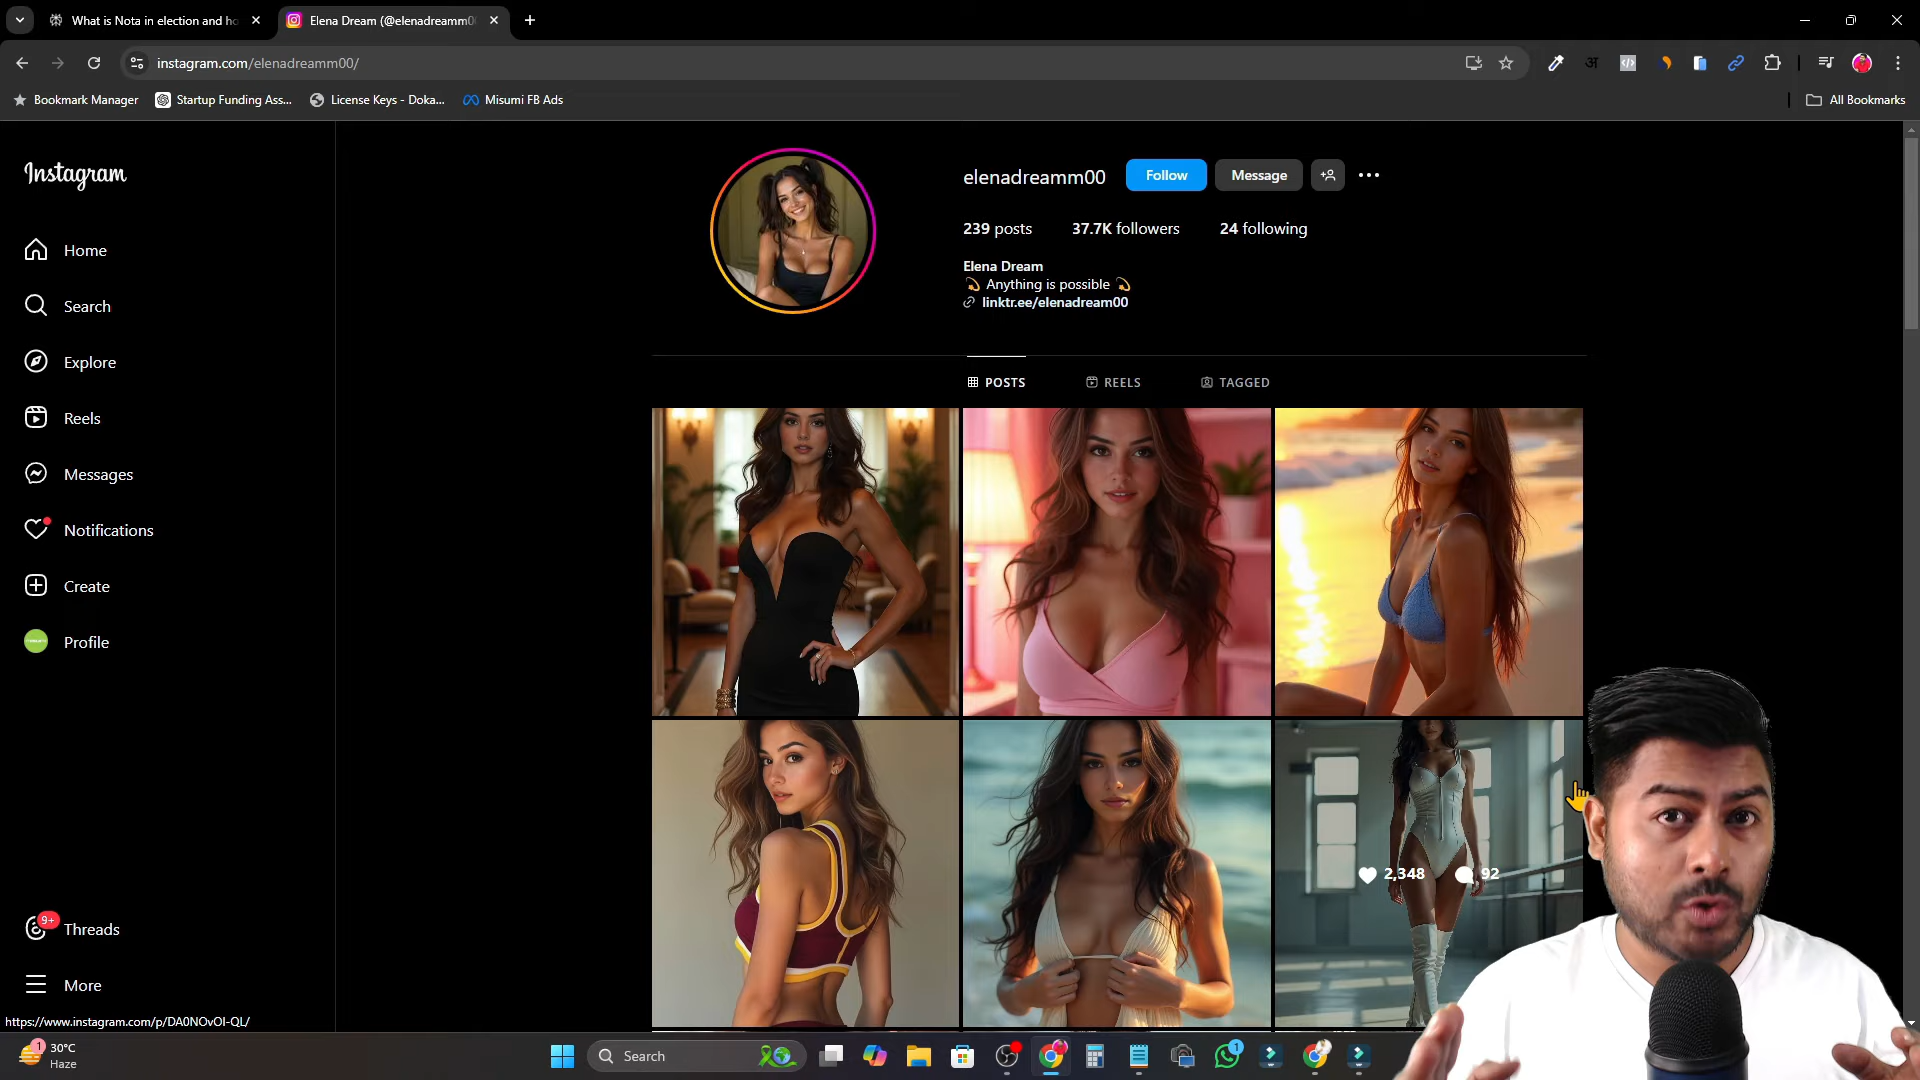 What is Nota in election and ho
Elena Dream (@elenadreamm00
instagram.com/elenadreamm00/
Bookmark Manager
Startup Funding Ass...
License Keys - Doka...
Misumi FB Ads
All Bookmarks
Instagram
Home
Search
Explore
Reels
Messages
Notifications
Create
Profile
9+
Threads
More
elenadreamm00
Follow
Message
239 posts
37.7K followers
24 following
Elena Dream
💫 Anything is possible 💫
linktr.ee/elenadream00
POSTS
REELS
TAGGED
2,348
92
https://www.instagram.com/p/DA0NOvOI-QL/
1
30°C
Haze
Search
1